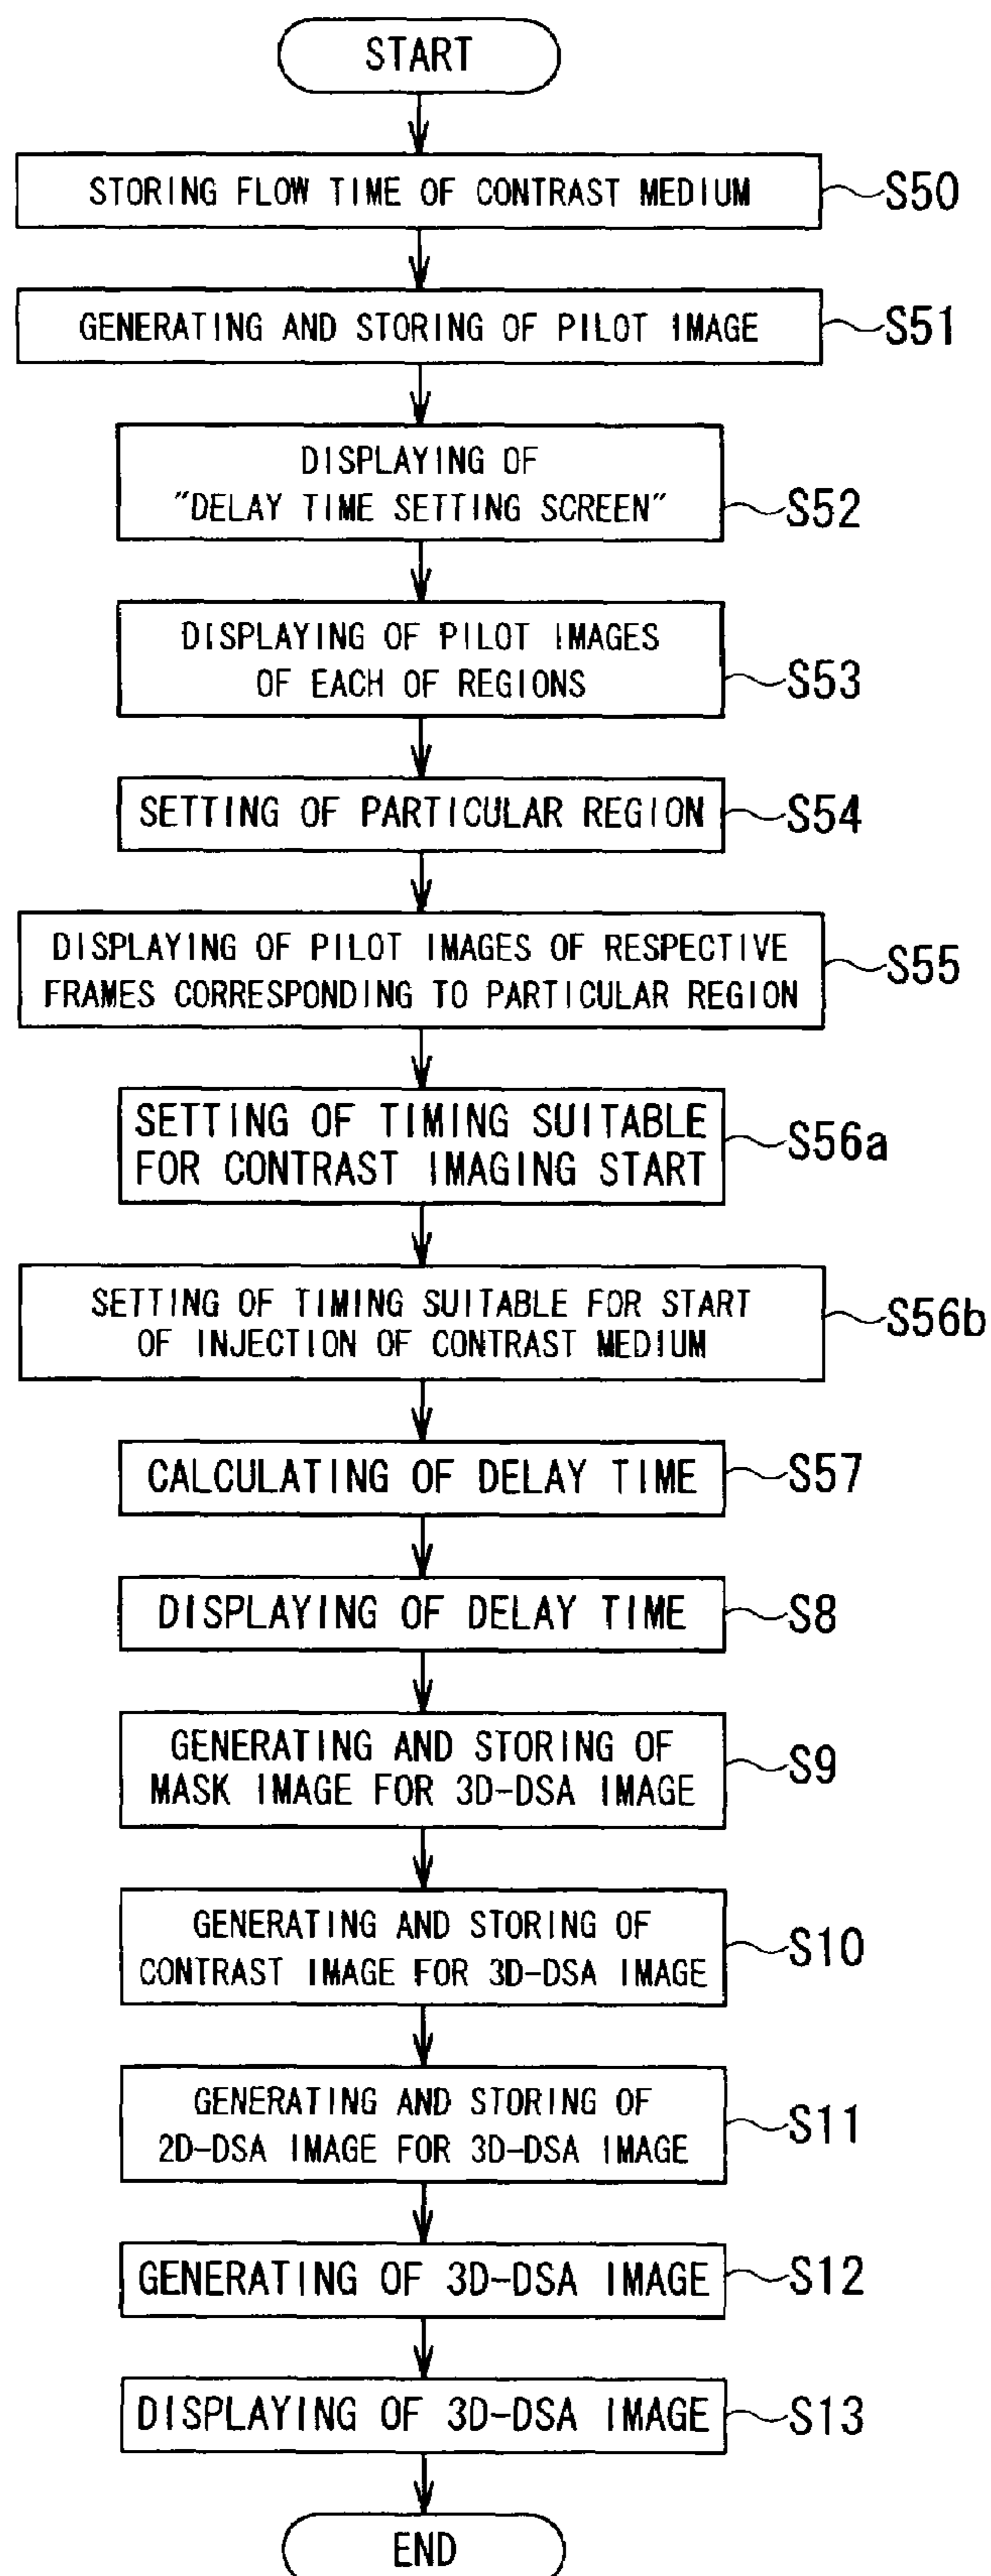 START
STORING FLOW TIME OF CONTRAST MEDIUM
S50
GENERATING AND STORING OF PILOT IMAGE
S51
DISPLAYING OF
"DELAY TIME SETTING SCREEN"
S52
DISPLAYING OF PILOT IMAGES
OF EACH OF REGIONS
S53
SETTING OF PARTICULAR REGION
S54
DISPLAYING OF PILOT IMAGES OF RESPECTIVE
FRAMES CORRESPONDING TO PARTICULAR REGION
S55
SETTING OF TIMING SUITABLE
FOR CONTRAST IMAGING START
S56a
SETTING OF TIMING SUITABLE FOR START
OF INJECTION OF CONTRAST MEDIUM
S56b
CALCULATING OF DELAY TIME
S57
DISPLAYING OF DELAY TIME
S8
GENERATING AND STORING OF
MASK IMAGE FOR 3D-DSA IMAGE
S9
GENERATING AND STORING OF
CONTRAST IMAGE FOR 3D-DSA IMAGE
S10
GENERATING AND STORING OF
2D-DSA IMAGE FOR 3D-DSA IMAGE
S11
GENERATING OF 3D-DSA IMAGE
S12
DISPLAYING OF 3D-DSA IMAGE
S13
END